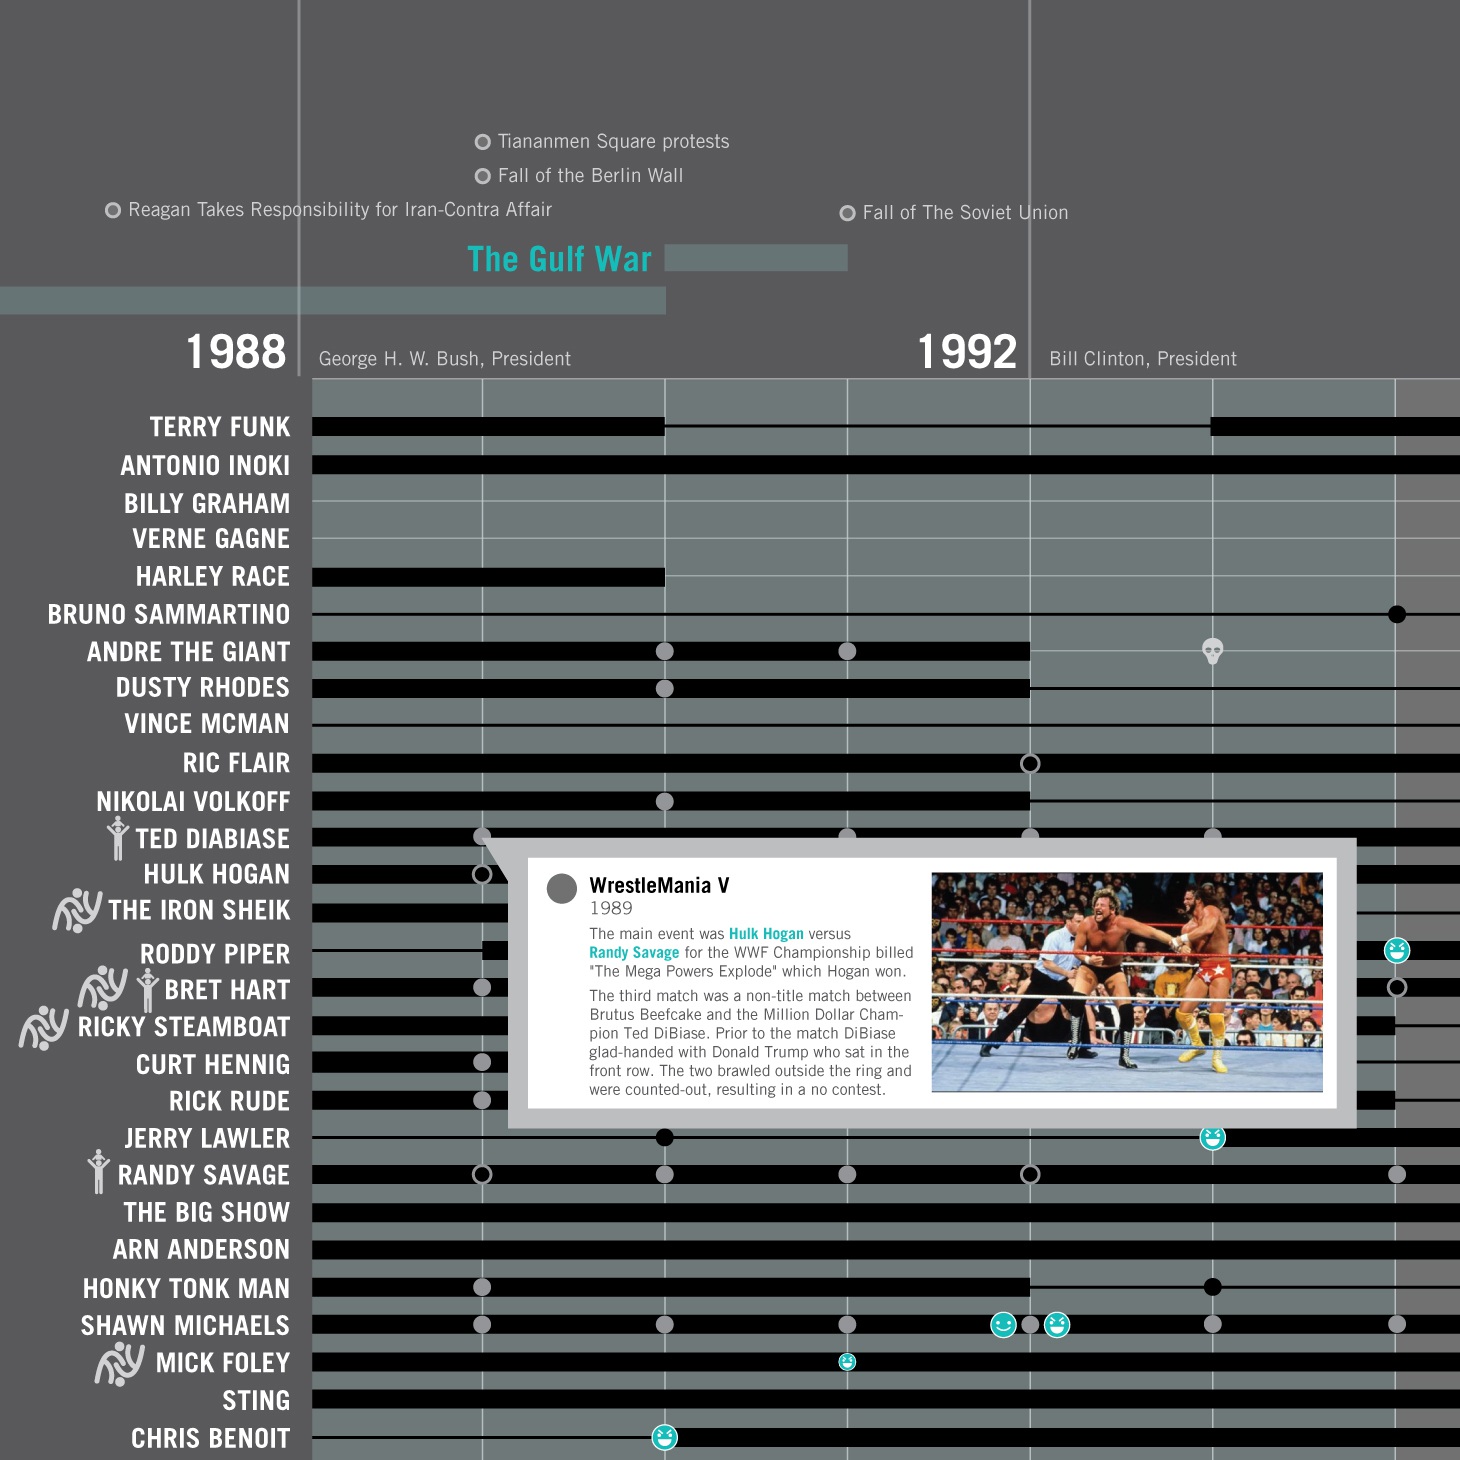 Tiananmen Square protests
Fall of the Berlin Wall
Reagan Takes Responsibility for Iran-Contra Affair
Fall of The Soviet Union
The Gulf War
1988
George H. W. Bush, President
1992
Bill Clinton, President
TERRY FUNK
ANTONIO INOKI
BILLY GRAHAM
VERNE GAGNE
HARLEY RACE
BRUNO SAMMARTINO
ANDRE THE GIANT
DUSTY RHODES
VINCE MCMAN
RIC FLAIR
NIKOLAI VOLKOFF
TED DIABIASE
HULK HOGAN
THE IRON SHEIK
RODDY PIPER
BRET HART
RICKY STEAMBOAT
CURT HENNIG
RICK RUDE
JERRY LAWLER
RANDY SAVAGE
THE BIG SHOW
ARN ANDERSON
HONKY TONK MAN
SHAWN MICHAELS
MICK FOLEY
STING
CHRIS BENOIT
WrestleMania V
1989
The main event was Hulk Hogan versus
Randy Savage for the WWF Championship billed
"The Mega Powers Explode" which Hogan won.
The third match was a non-title match between
Brutus Beefcake and the Million Dollar Cham-
pion Ted DiBiase. Prior to the match DiBiase
glad-handed with Donald Trump who sat in the
front row. The two brawled outside the ring and
were counted-out, resulting in a no contest.